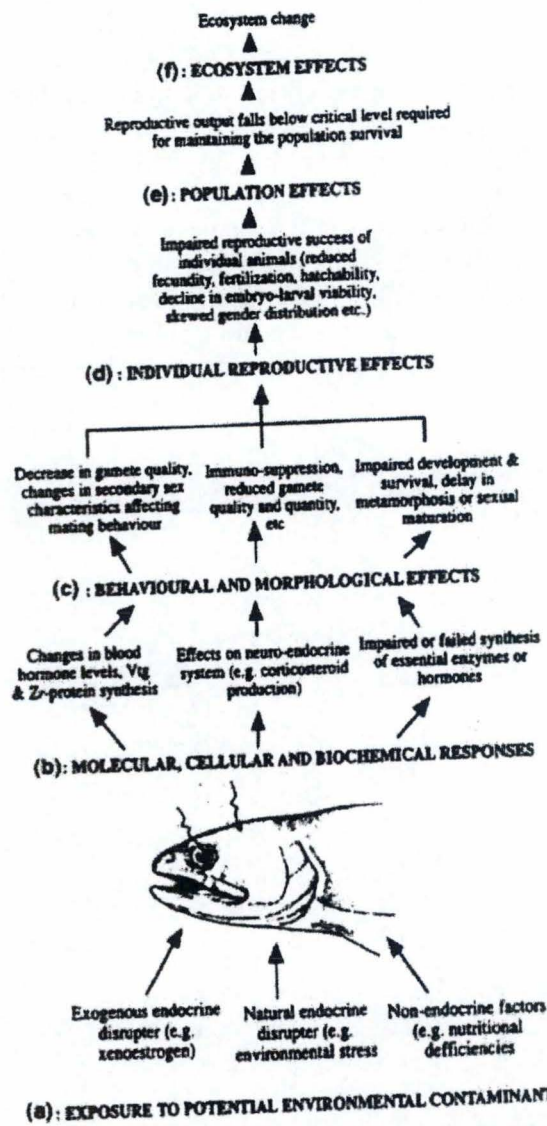 Ecosystem change
(f): ECOSYSTEM EFFECTS
Reproductive output falls below critical level required
for maintaining the population survival
(e): POPULATION EFFECTS
Impaired reproductive success of
individual animals (reduced
fecundity, fertilization, hatchability,
decline in embryo-larval viability,
skewed gender distribution etc.)
(d): INDIVIDUAL REPRODUCTIVE EFFECTS
Decrease in gamete quality,
changes in secondary sex
characteristics affecting
mating behaviour
Immuno-suppression,
reduced gamete
quality and quantity,
etc
Impaired development &
survival, delay in
metamorphosis or sexual
maturation
(c): BEHAVIOURAL AND MORPHOLOGICAL EFFECTS
Changes in blood
hormone levels, Vtg
& Zr-protein synthesis
Effects on neuro-endocrine
system (e.g. corticosteroid
production)
Impaired or failed synthesis
of essential enzymes or
hormones
(b): MOLECULAR, CELLULAR AND BIOCHEMICAL RESPONSES
Exogenous endocrine
disrupter (e.g.
xenoestrogen)
Natural endocrine
disrupter (e.g.
environmental stress
Non-endocrine factors
(e.g. nutritional
defficiencies
(a): EXPOSURE TO POTENTIAL ENVIRONMENTAL CONTAMINANT